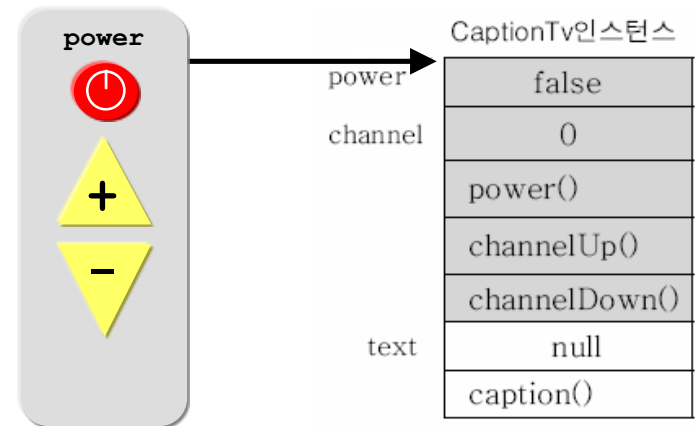 power
+
-
CaptionTv인스턴스
power false
channel 0
power()
channelUp()
channelDown()
text null
caption()